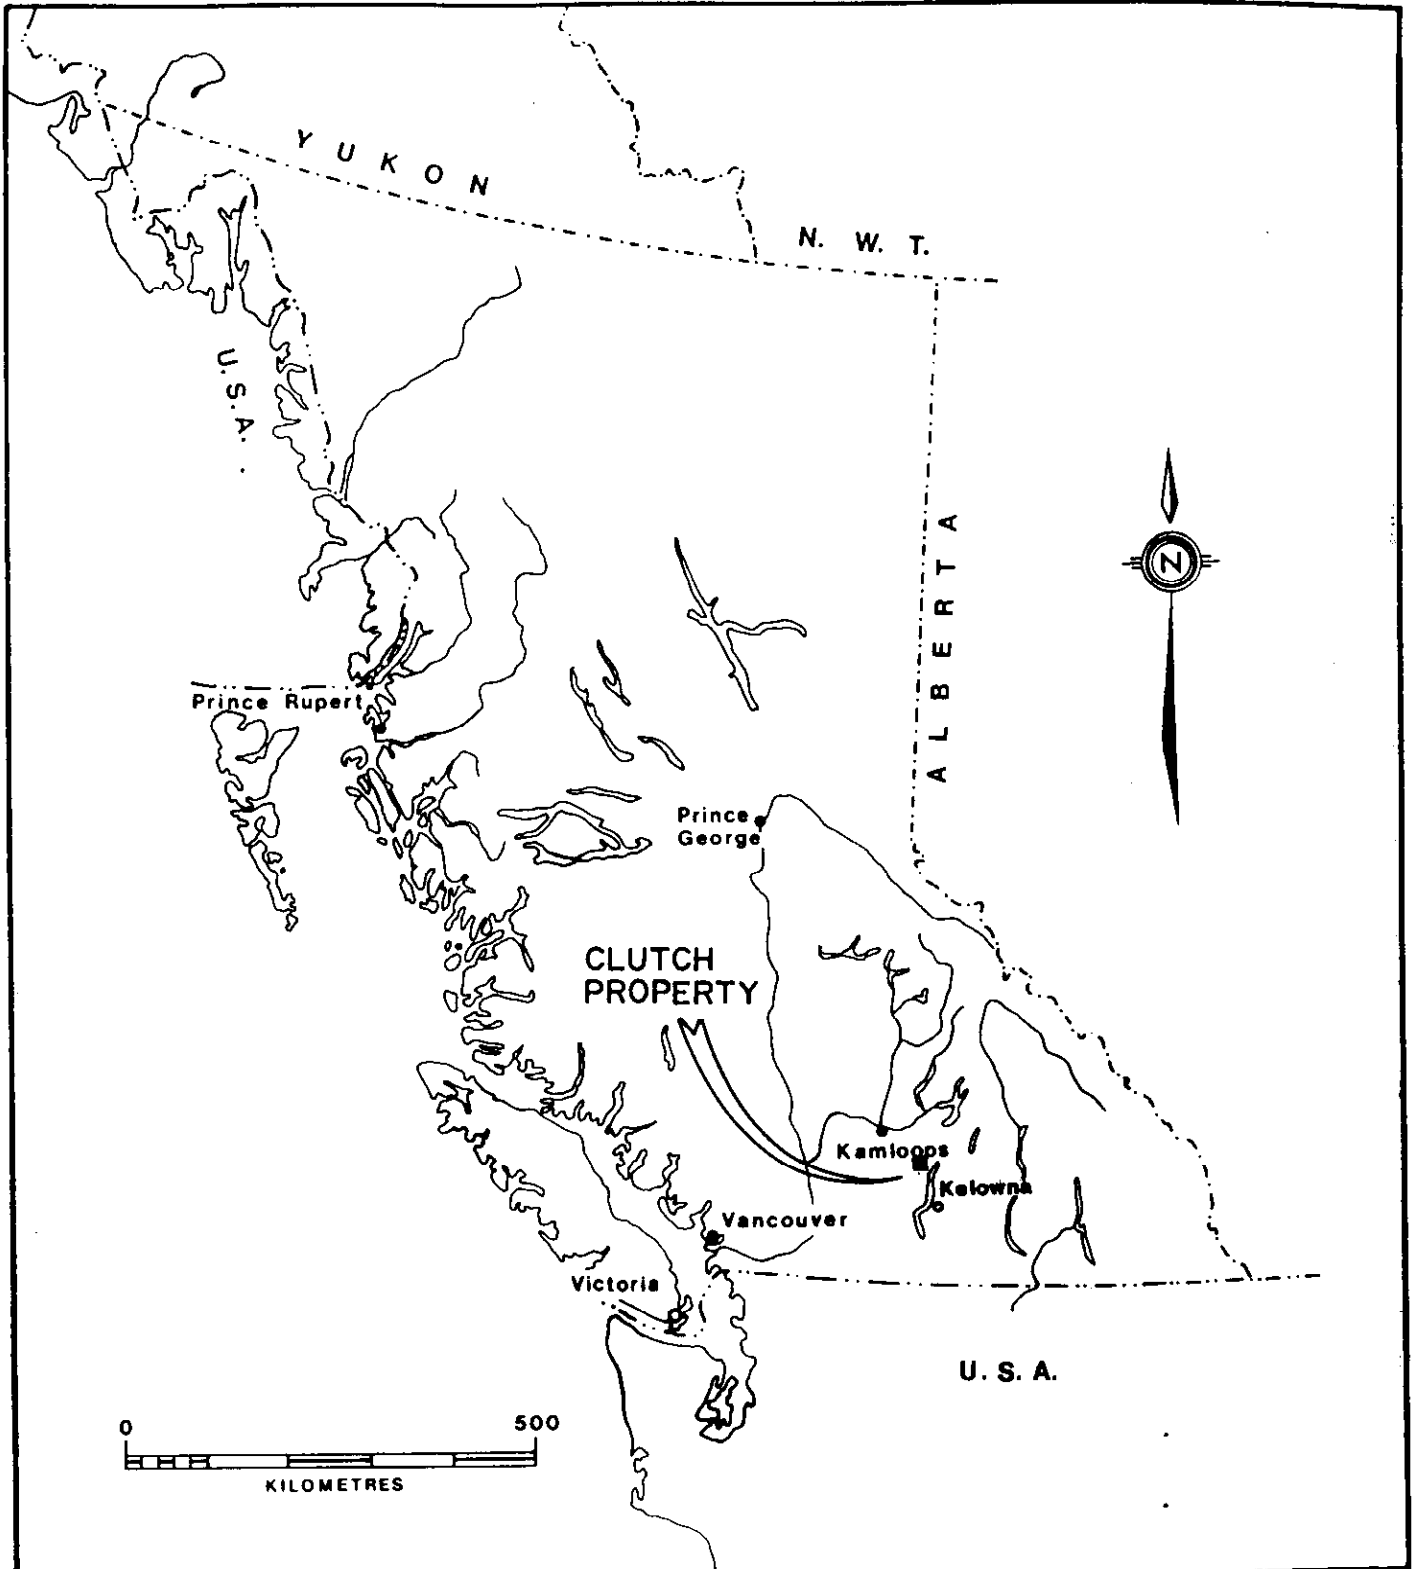 YUKON
N. W. T.
U.S.A.
ALBERTA
N
Prince Rupert
Prince
George
CLUTCH
PROPERTY
Kamloops
Kelowna
Vancouver
Victoria
U. S. A.
0 500
KILOMETRES